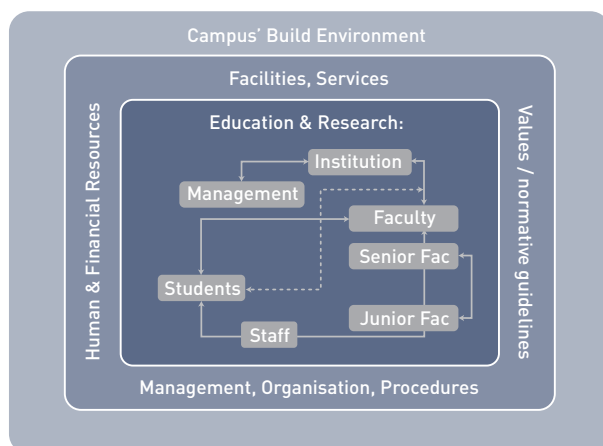 Campus’ Build Environment
Facilities, Services
Human & Financial Resources
Values / normative guidelines
Education & Research:
Institution
Management
Faculty
Senior Fac
Students
Junior Fac
Staff
Management, Organisation, Procedures